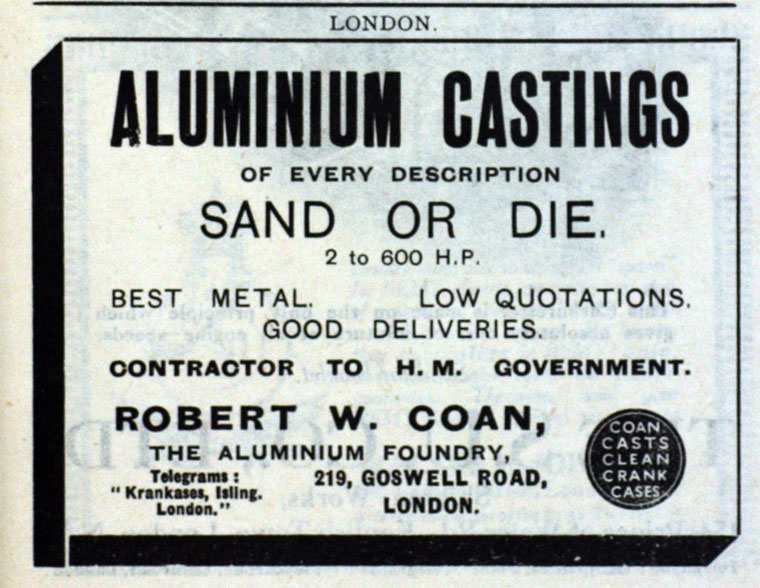 LONDON.
ALUMINIUM CASTINGS
OF EVERY DESCRIPTION
SAND OR DIE.
2 to 600 H.P.
BEST METAL. LOW QUOTATIONS.
GOOD DELIVERIES.
CONTRACTOR TO H.M. GOVERNMENT.
ROBERT W. COAN,
THE ALUMINIUM FOUNDRY,
Telegrams:
"Krankases, Isling.
London."
219, GOSWELL ROAD,
LONDON.
COAN
CASTS
CLEAN
CRANK
CASES